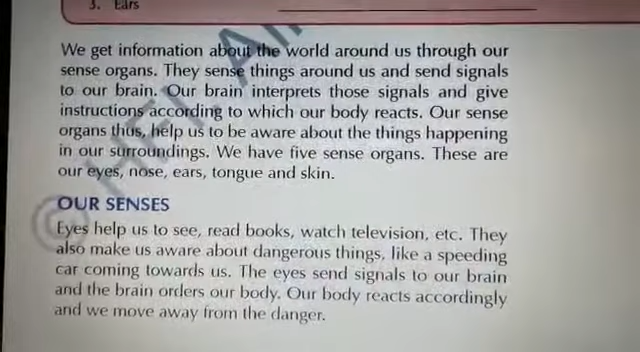 3. Ears
We get information about the world around us through our
sense organs. They sense things around us and send signals
to our brain. Our brain interprets those signals and give
instructions according to which our body reacts. Our sense
organs thus, help us to be aware about the things happening
in our surroundings. We have five sense organs. These are
our eyes, nose, ears, tongue and skin.
OUR SENSES
Eyes help us to see, read books, watch television, etc. They
also make us aware about dangerous things, like a speeding
car coming towards us. The eyes send signals to our brain
and the brain orders our body. Our body reacts accordingly
and we move away from the danger.